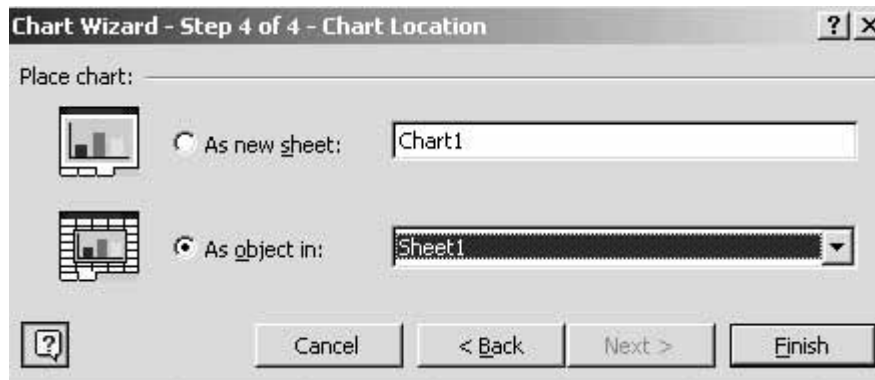 Chart Wizard - Step 4 of 4 - Chart Location
Place chart:
As new sheet: Chart1
As object in: Sheet1
Cancel < Back Next > Finish